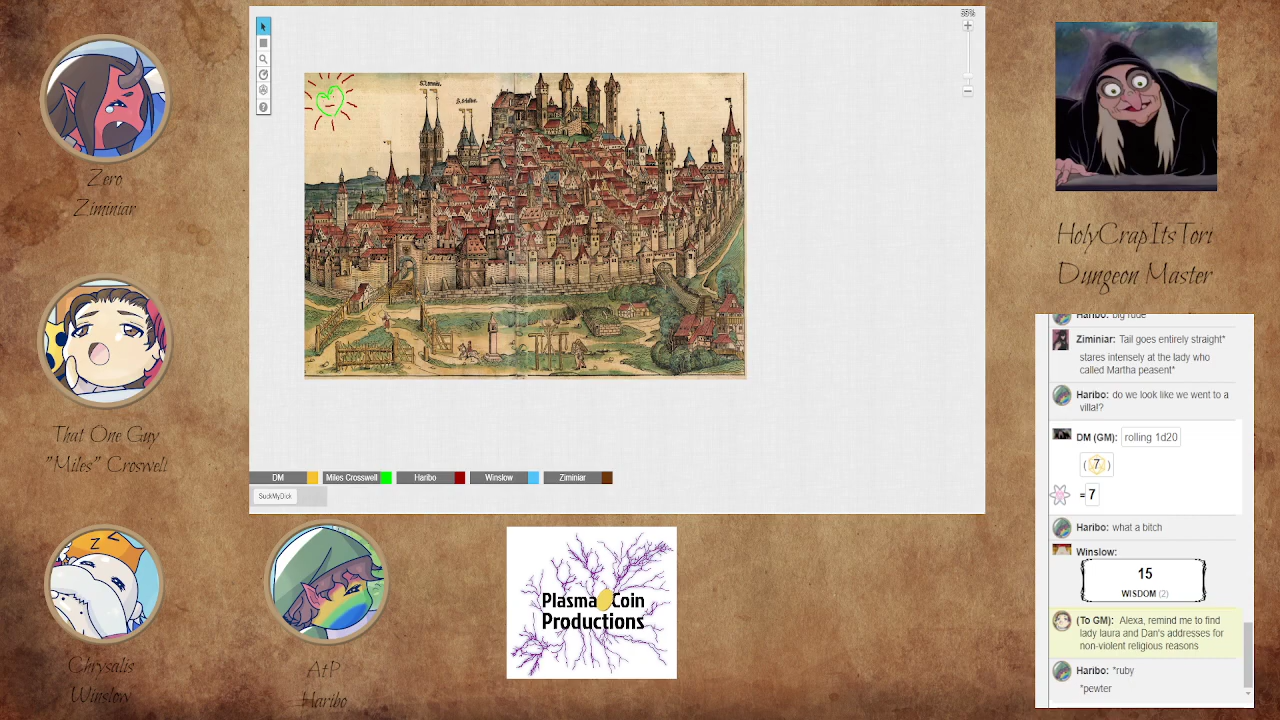 Zero
Ziminiar
That One Guy
"Miles" Croswell
Chrysalis
Winslow
AtP
Haribo
55%
DM
Miles Crosswell
Haribo
Winslow
Ziminiar
SuckMyDick
Plasma Coin
Productions
HolyCrapItsTori
Dungeon Master
Haribo: big rude
Ziminiar: Tail goes entirely straight*
stares intensely at the lady who
called Martha peasent*
Haribo: do we look like we went to a
villa!?
DM (GM): rolling 1d20
( 7 )
= 7
Haribo: what a bitch
Winslow:
15
WISDOM (2)
(To GM): Alexa, remind me to find
lady laura and Dan's addresses for
non-violent religious reasons
Haribo: *ruby
*pewter